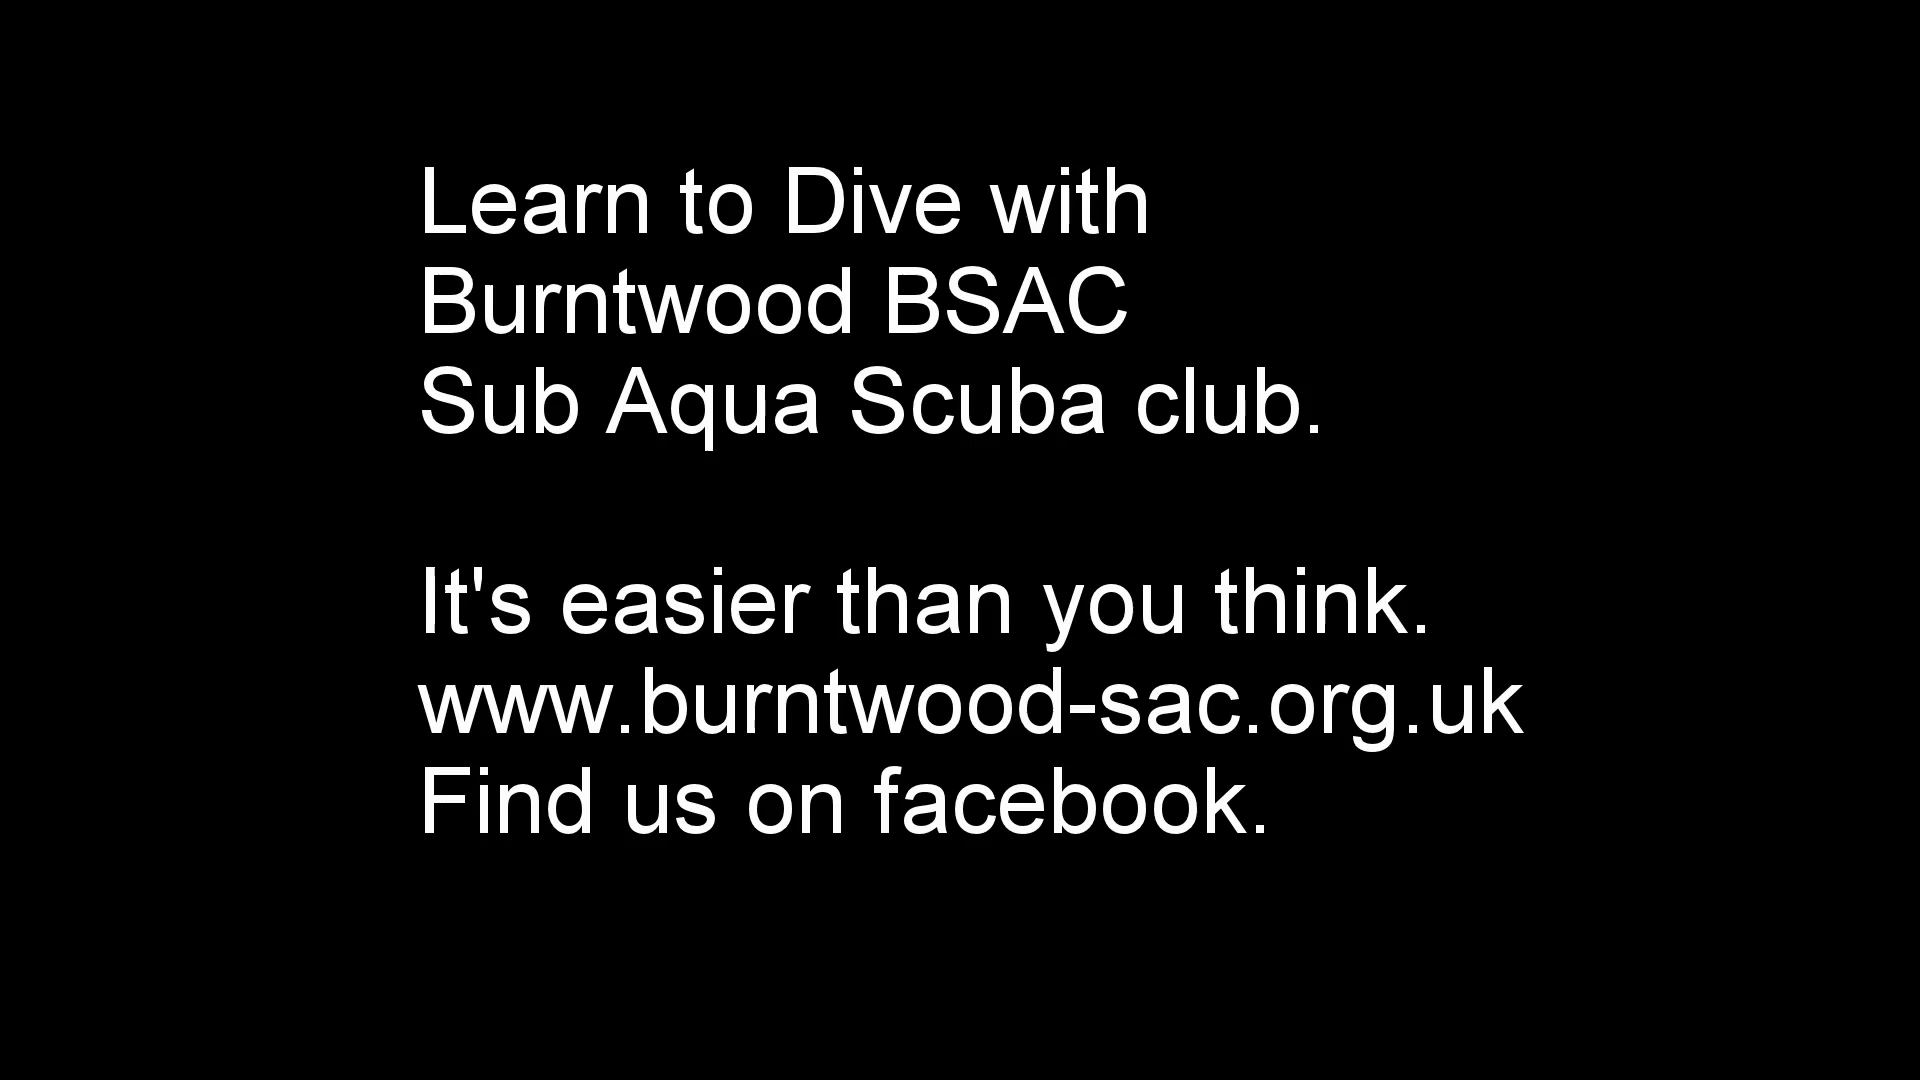 Learn to Dive with
Burntwood BSAC
Sub Aqua Scuba club.
It's easier than you think.
www.burntwood-sac.org.uk
Find us on facebook.